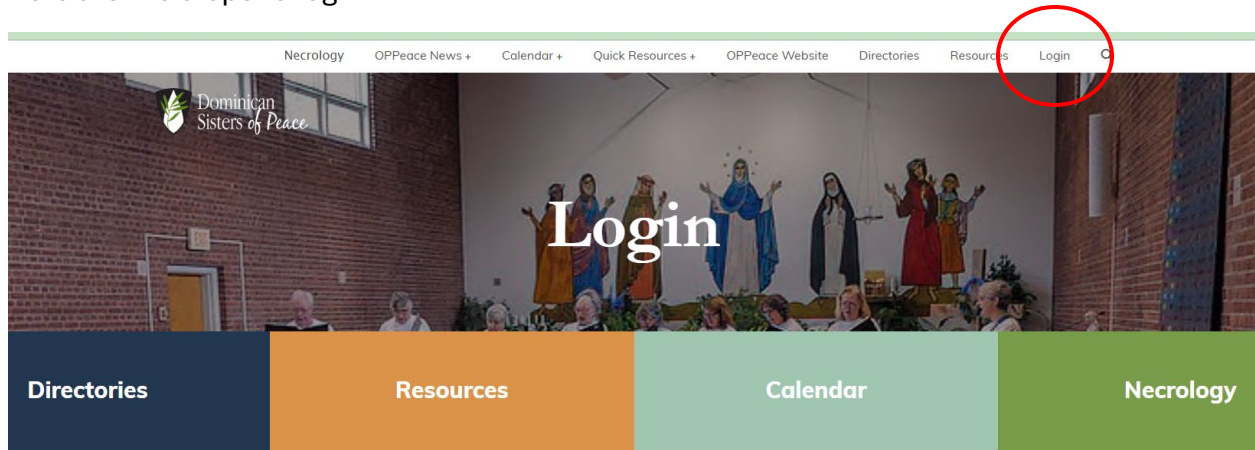 Necrology OPPeace News + Calendar + Quick Resources + OPPeace Website Directories Resources Login
Dominican
Sisters of Peace
Login
Directories Resources Calendar Necrology